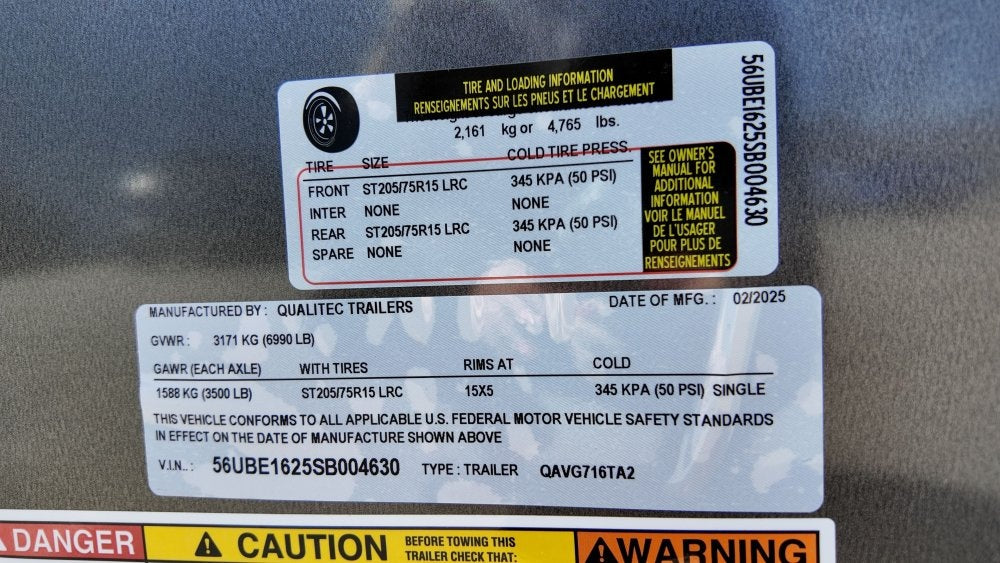 TIRE AND LOADING INFORMATION
RENSEIGNEMENTS SUR LES PNEUS ET LE CHARGEMENT
2,161 kg or 4,765 lbs.
TIRE SIZE COLD TIRE PRESS.
FRONT ST205/75R15 LRC 345 KPA (50 PSI)
INTER NONE NONE
REAR ST205/75R15 LRC 345 KPA (50 PSI)
SPARE NONE NONE
SEE OWNER'S
MANUAL FOR
ADDITIONAL
INFORMATION
VOIR LE MANUEL
DE L'USAGER
POUR PLUS DE
RENSEIGNEMENTS
56UBE1625SB004630
MANUFACTURED BY: QUALITEC TRAILERS DATE OF MFG.: 02/2025
GVWR: 3171 KG (6990 LB)
GAWR (EACH AXLE) WITH TIRES RIMS AT COLD
1588 KG (3500 LB) ST205/75R15 LRC 15X5 345 KPA (50 PSI) SINGLE
THIS VEHICLE CONFORMS TO ALL APPLICABLE U.S. FEDERAL MOTOR VEHICLE SAFETY STANDARDS
IN EFFECT ON THE DATE OF MANUFACTURE SHOWN ABOVE
V.I.N.: 56UBE1625SB004630 TYPE: TRAILER QAVG716TA2
DANGER
CAUTION
BEFORE TOWING THIS
TRAILER CHECK THAT:
WARNING